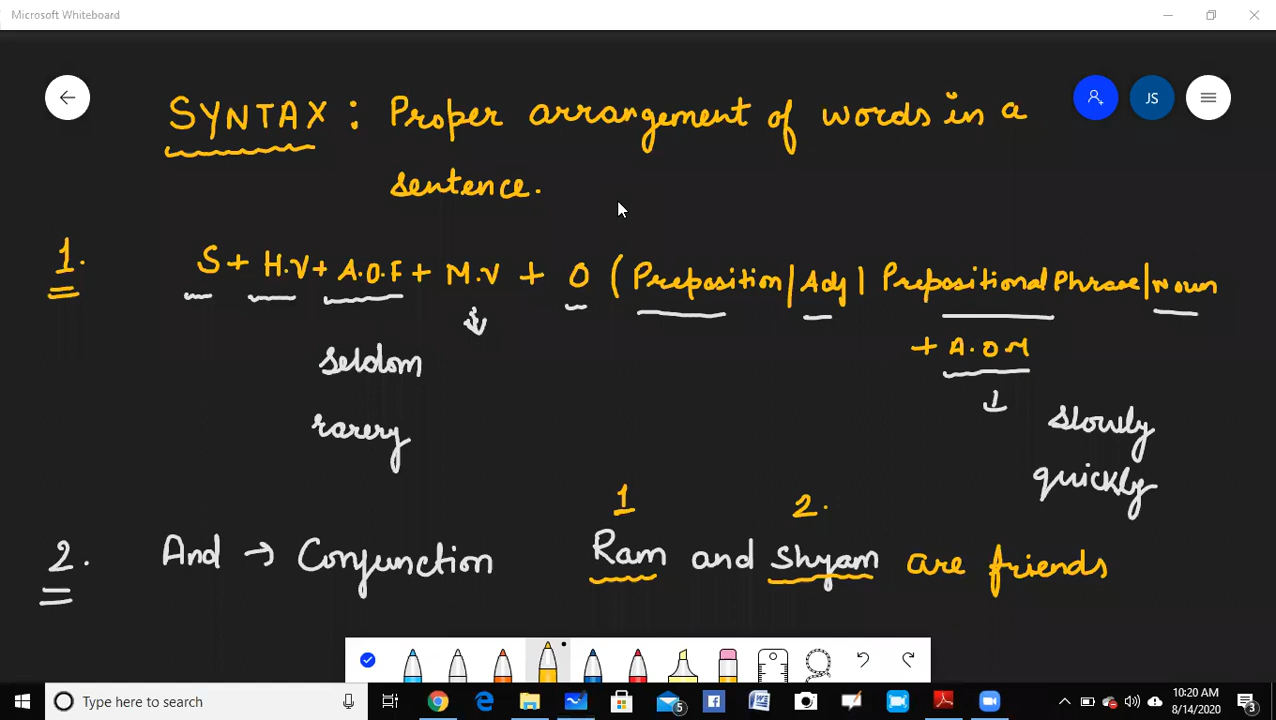 Microsoft Whiteboard
JS
SYNTAX : Proper arrangement of words in a
sentence.
1. S + H.V + A.O.F + M.V + O ( Preposition | Adj | Prepositional Phrase | Noun
+ A.O.M
seldom
rarery
slowly
quickly
1 2.
2. And → Conjunction Ram and Shyam are friends
Type here to search
5
10:20 AM
8/14/2020
3